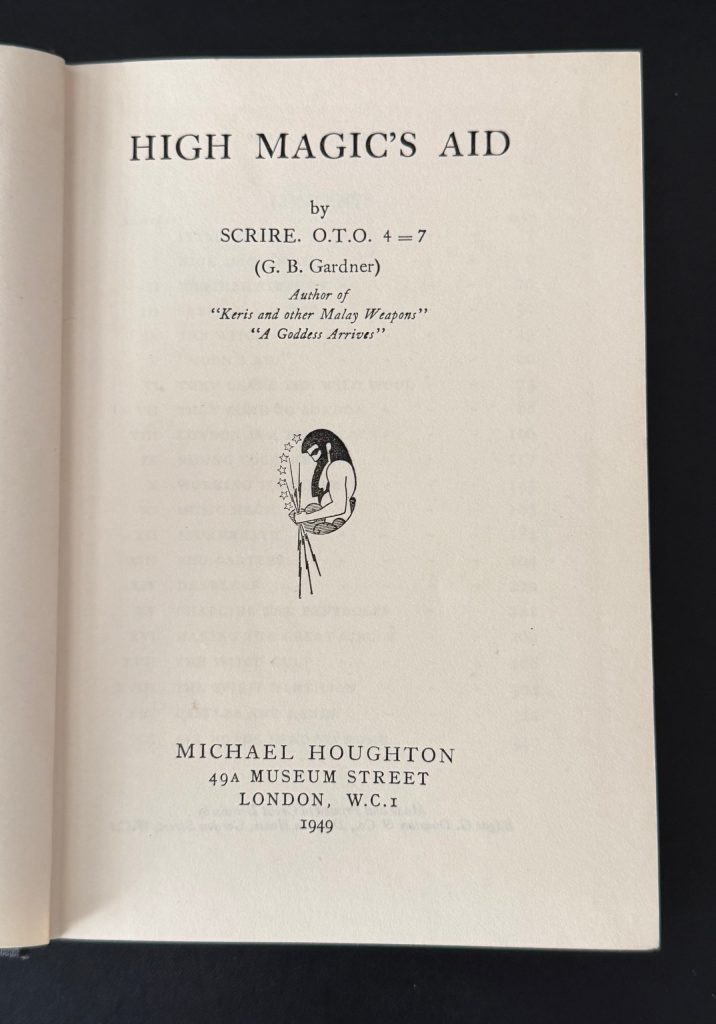 HIGH MAGIC'S AID
by
SCRIRE. O.T.O. 4=7
(G. B. Gardner)
Author of
"Keris and other Malay Weapons"
"A Goddess Arrives"
MICHAEL HOUGHTON
49A MUSEUM STREET
LONDON, W.C.1
1949